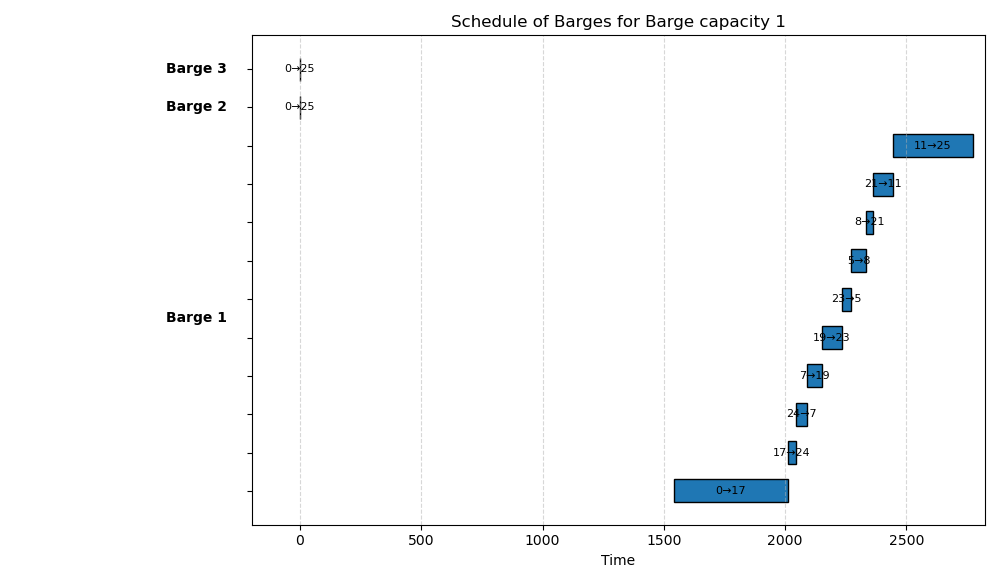 Schedule of Barges for Barge capacity 1
Barge 3
0→25
Barge 2
0→25
11→25
21→11
8→21
5→8
23→5
Barge 1
19→23
7→19
24→7
17→24
0→17
0 500 1000 1500 2000 2500
Time